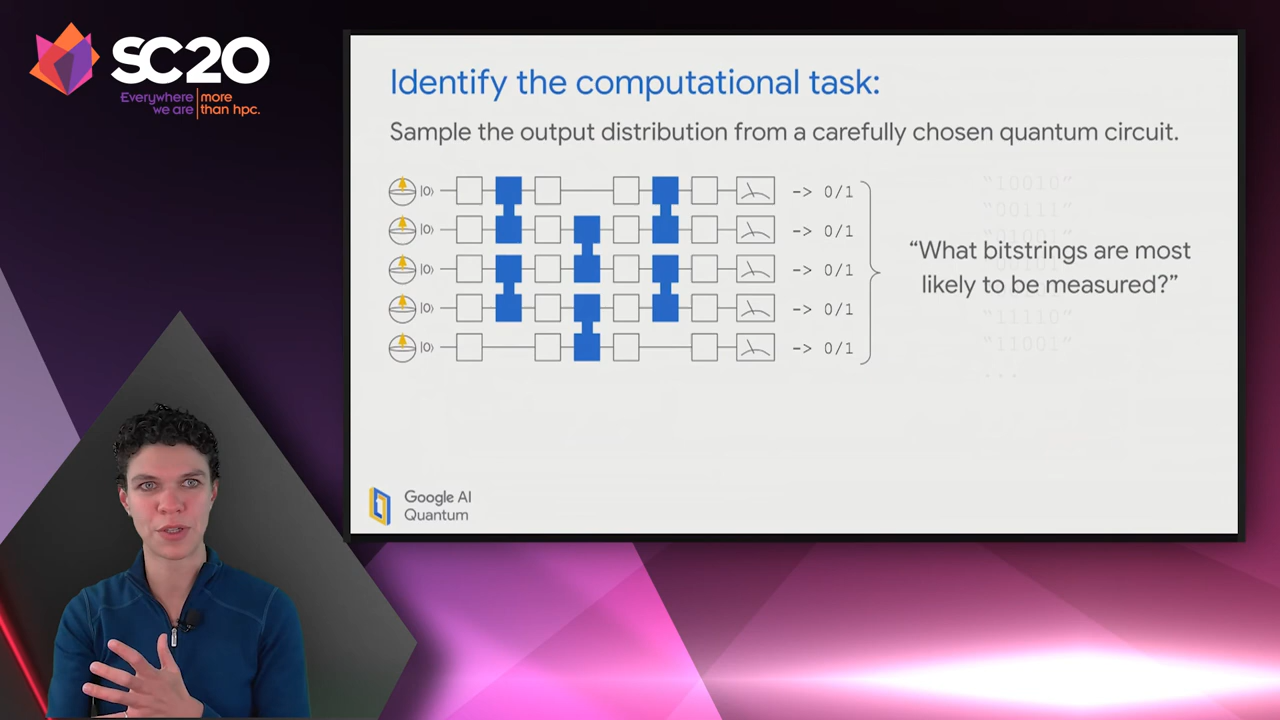 SC20
Everywhere we are | more than hpc.
Identify the computational task:
Sample the output distribution from a carefully chosen quantum circuit.
|0⟩ -> 0/1
|0⟩ -> 0/1
|0⟩ -> 0/1
|0⟩ -> 0/1
|0⟩ -> 0/1
“10010”
“00111”
“What bitstrings are most
likely to be measured?”
“11110”
“11001”
...
Google AI
Quantum